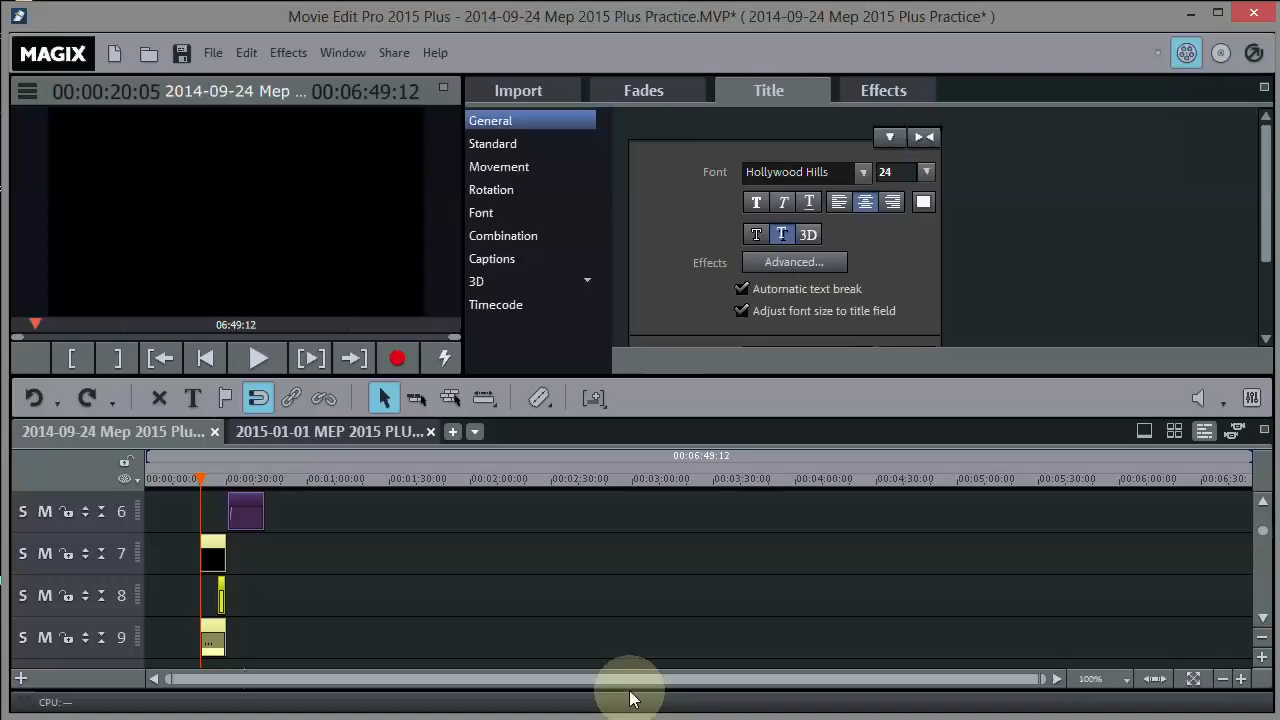 Movie Edit Pro 2015 Plus - 2014-09-24 Mep 2015 Plus Practice.MVP* ( 2014-09-24 Mep 2015 Plus Practice* )
MAGIX
File Edit Effects Window Share Help
00:00:20:05 2014-09-24 Mep ... 00:06:49:12
Import Fades Title Effects
General
Standard
Movement
Rotation
Font
Combination
Captions
3D
Timecode
Font Hollywood Hills 24
T T T
T T 3D
Effects Advanced...
Automatic text break
Adjust font size to title field
06:49:12
T
2014-09-24 Mep 2015 Plu... 2015-01-01 MEP 2015 PLU...
00:06:49:12
00:00:00:0 00:00:30:00 00:01:00:00 00:01:30:00 00:02:00:00 00:02:30:00 00:03:00:00 00:03:30:00 00:04:00:00 00:04:30:00 00:05:00:00 00:05:30:00 00:06:00:00 00:06:30:
S M 6
S M 7
S M 8
S M 9
...
100%
CPU: —